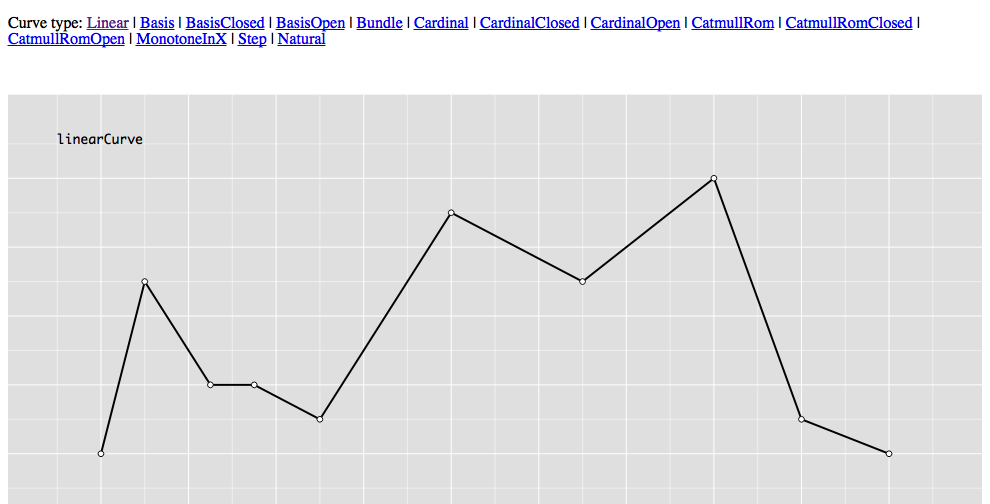 Curve type: Linear | Basis | BasisClosed | BasisOpen | Bundle | Cardinal | CardinalClosed | CardinalOpen | CatmullRom | CatmullRomClosed |
CatmullRomOpen | MonotoneInX | Step | Natural
linearCurve